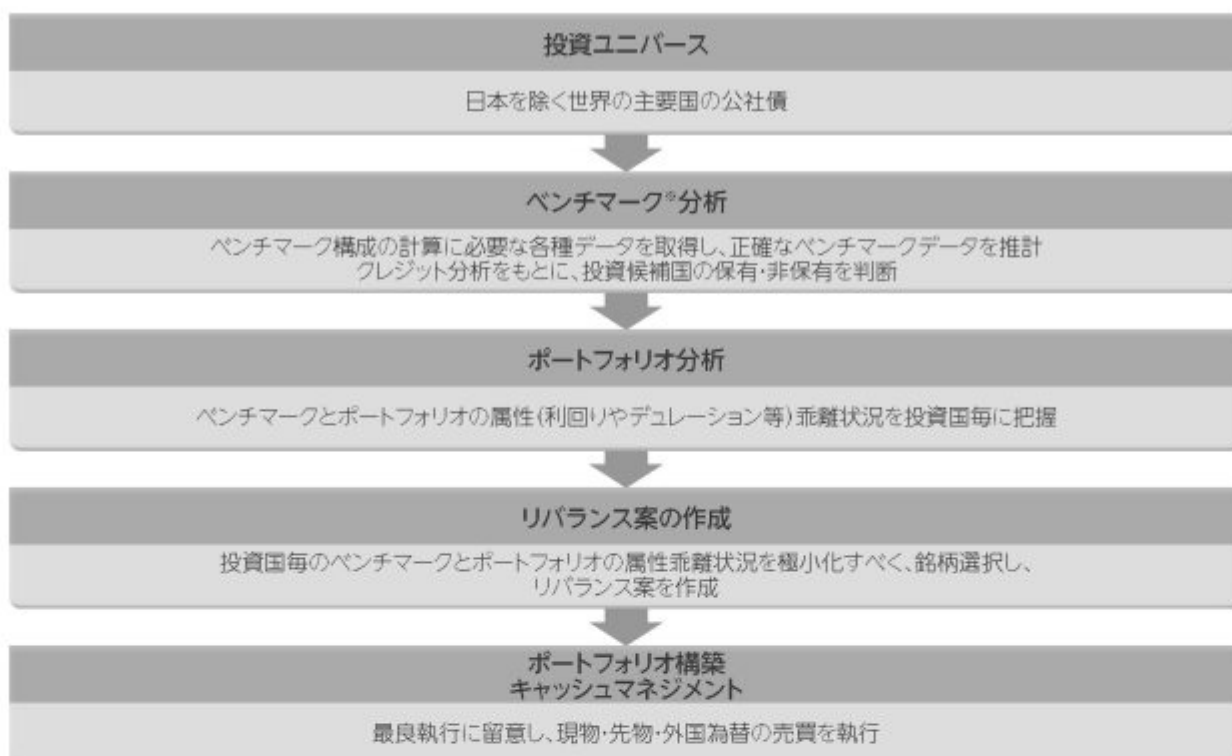 投資ユニバース
日本を除く世界の主要国の公社債
ベンチマーク※分析
ベンチマーク構成の計算に必要な各種データを取得し、正確なベンチマークデータを推計
クレジット分析をもとに、投資候補国の保有・非保有を判断
ポートフォリオ分析
ベンチマークとポートフォリオの属性(利回りやデュレーション等)乖離状況を投資国毎に把握
リバランス案の作成
投資国毎のベンチマークとポートフォリオの属性乖離状況を極小化すべく、銘柄選択し、
リバランス案を作成
ポートフォリオ構築
キャッシュマネジメント
最良執行に留意し、現物・先物・外国為替の売買を執行